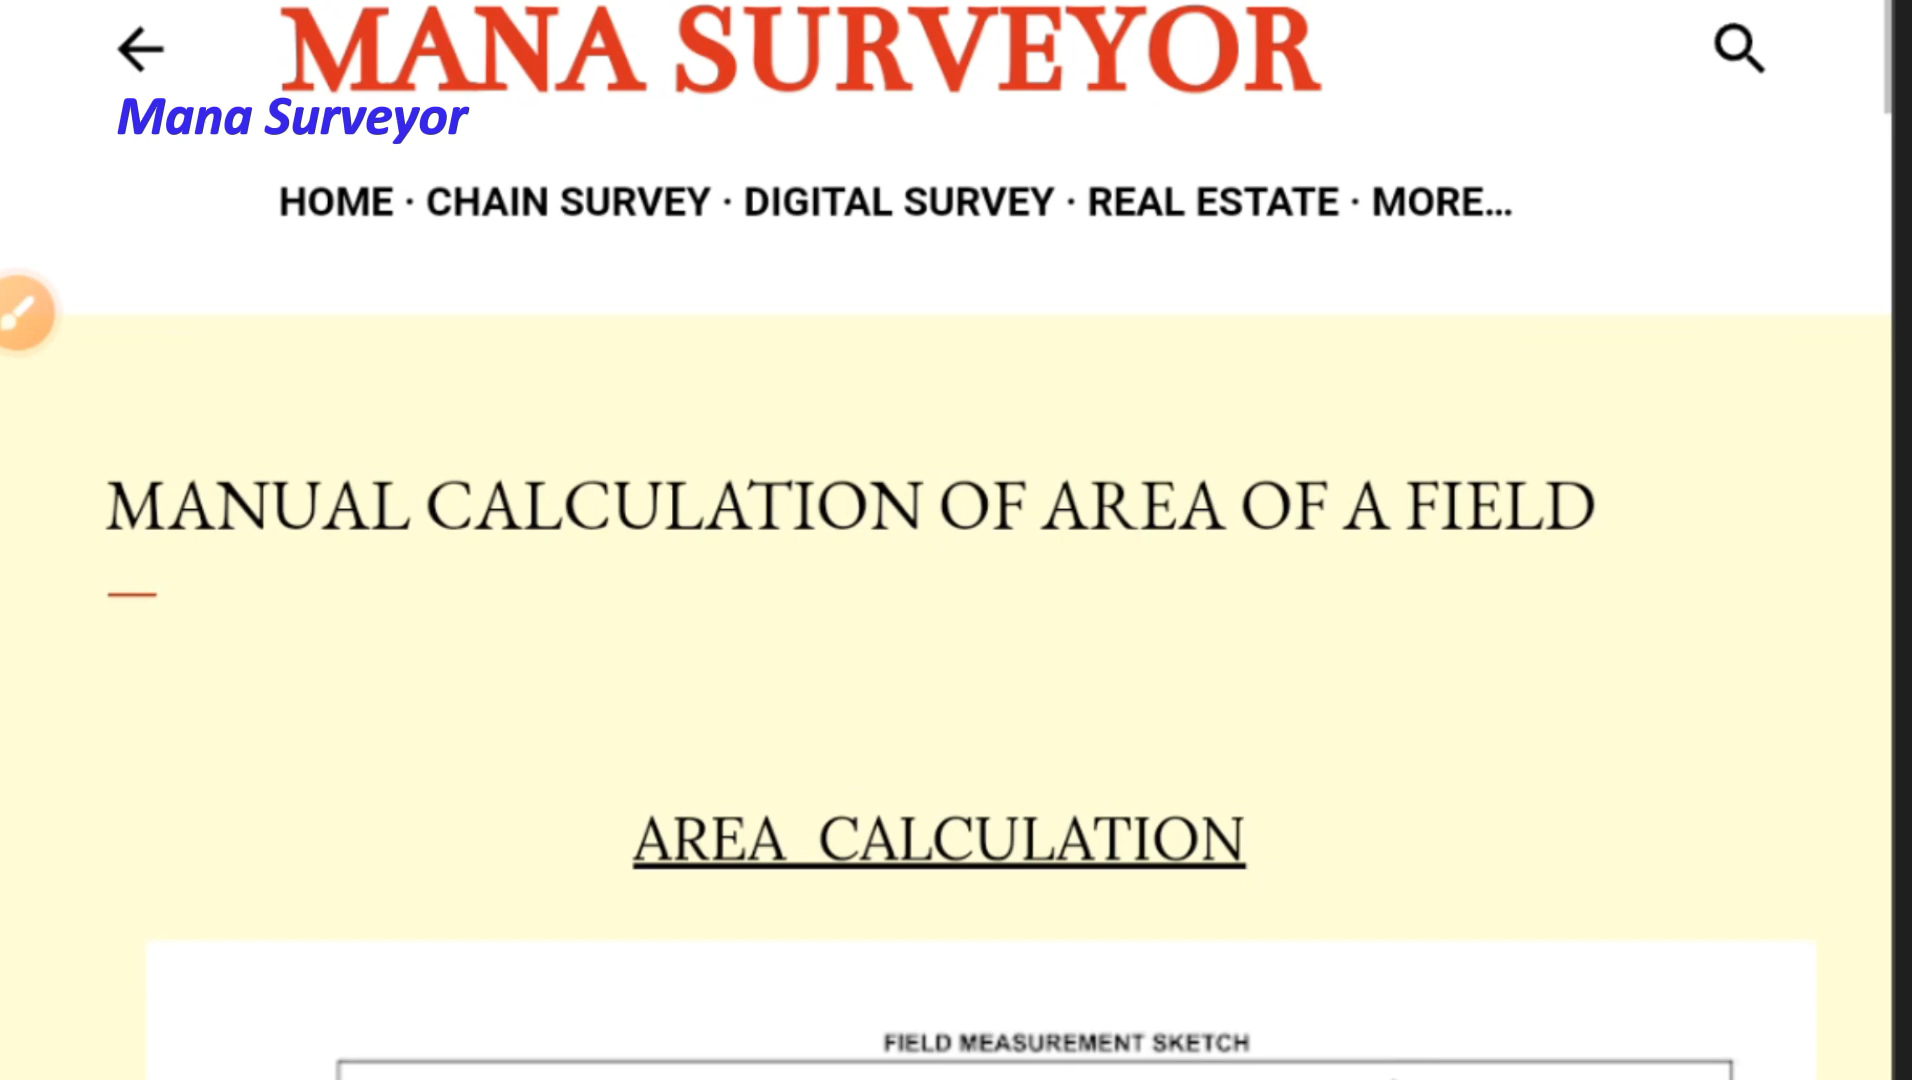 MANA SURVEYOR
Mana Surveyor
HOME · CHAIN SURVEY · DIGITAL SURVEY · REAL ESTATE · MORE...
MANUAL CALCULATION OF AREA OF A FIELD
AREA CALCULATION
FIELD MEASUREMENT SKETCH